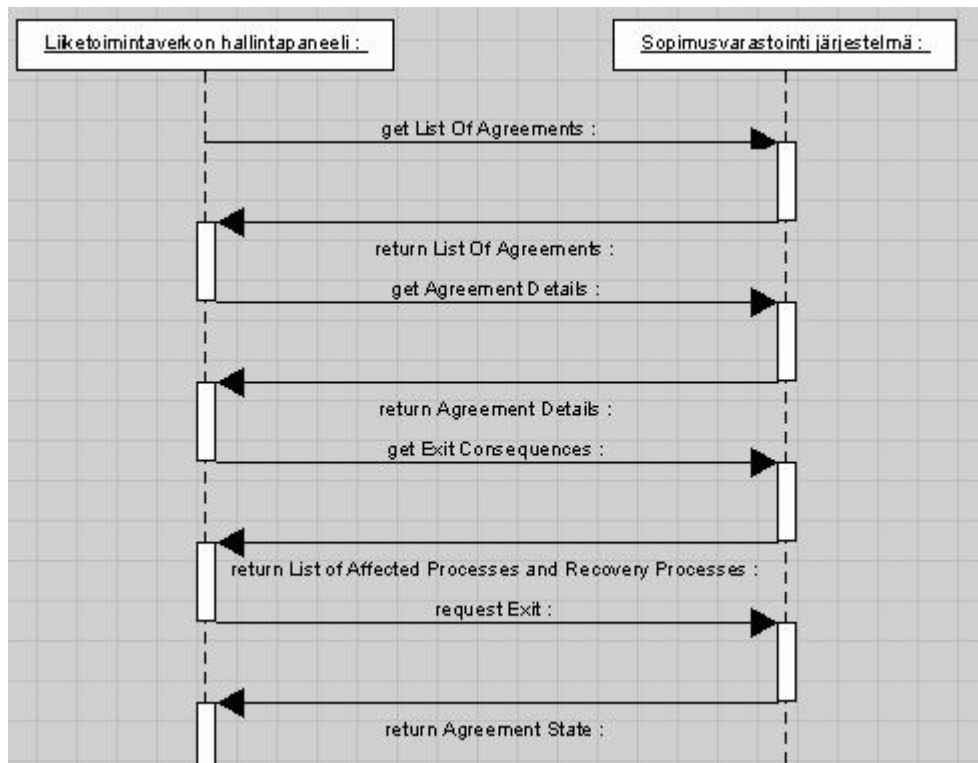 Liiketoimintaverkon hallintapaneeli :
Sopimusvarastointi järjestelmä :
get List Of Agreements :
return List Of Agreements :
get Agreement Details :
return Agreement Details :
get Exit Consequences :
return List of Affected Processes and Recovery Processes :
request Exit :
return Agreement State :